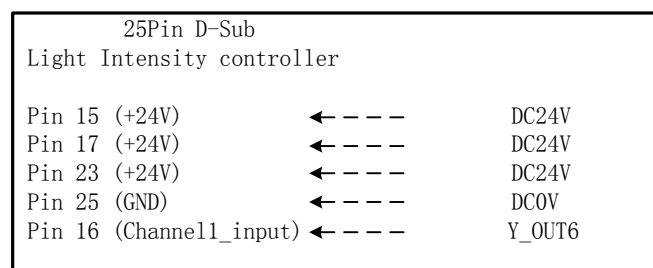 25Pin D-Sub
Light Intensity controller
Pin 15 (+24V) DC24V
Pin 17 (+24V) DC24V
Pin 23 (+24V) DC24V
Pin 25 (GND) DC0V
Pin 16 (Channel1_input) Y_OUT6